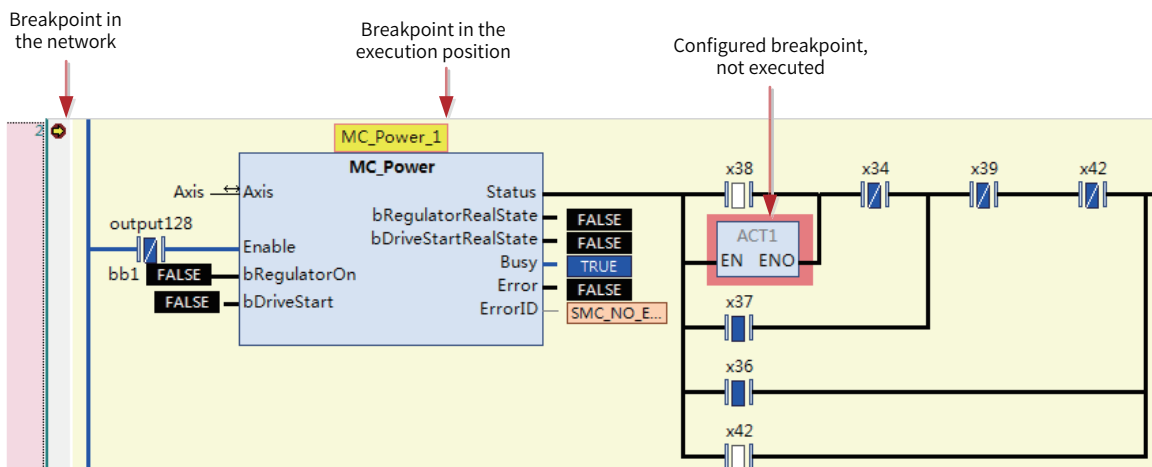 Breakpoint in
the network
Breakpoint in the
execution position
Configured breakpoint,
not executed
2
MC_Power_1
MC_Power
Axis
Axis
Status
output128
Enable
bRegulatorRealState
FALSE
bDriveStartRealState
FALSE
bb1
FALSE
bRegulatorOn
Busy
TRUE
FALSE
bDriveStart
Error
FALSE
ErrorID
SMC_NO_E...
x38
x34
x39
x42
ACT1
EN ENO
x37
x36
x42